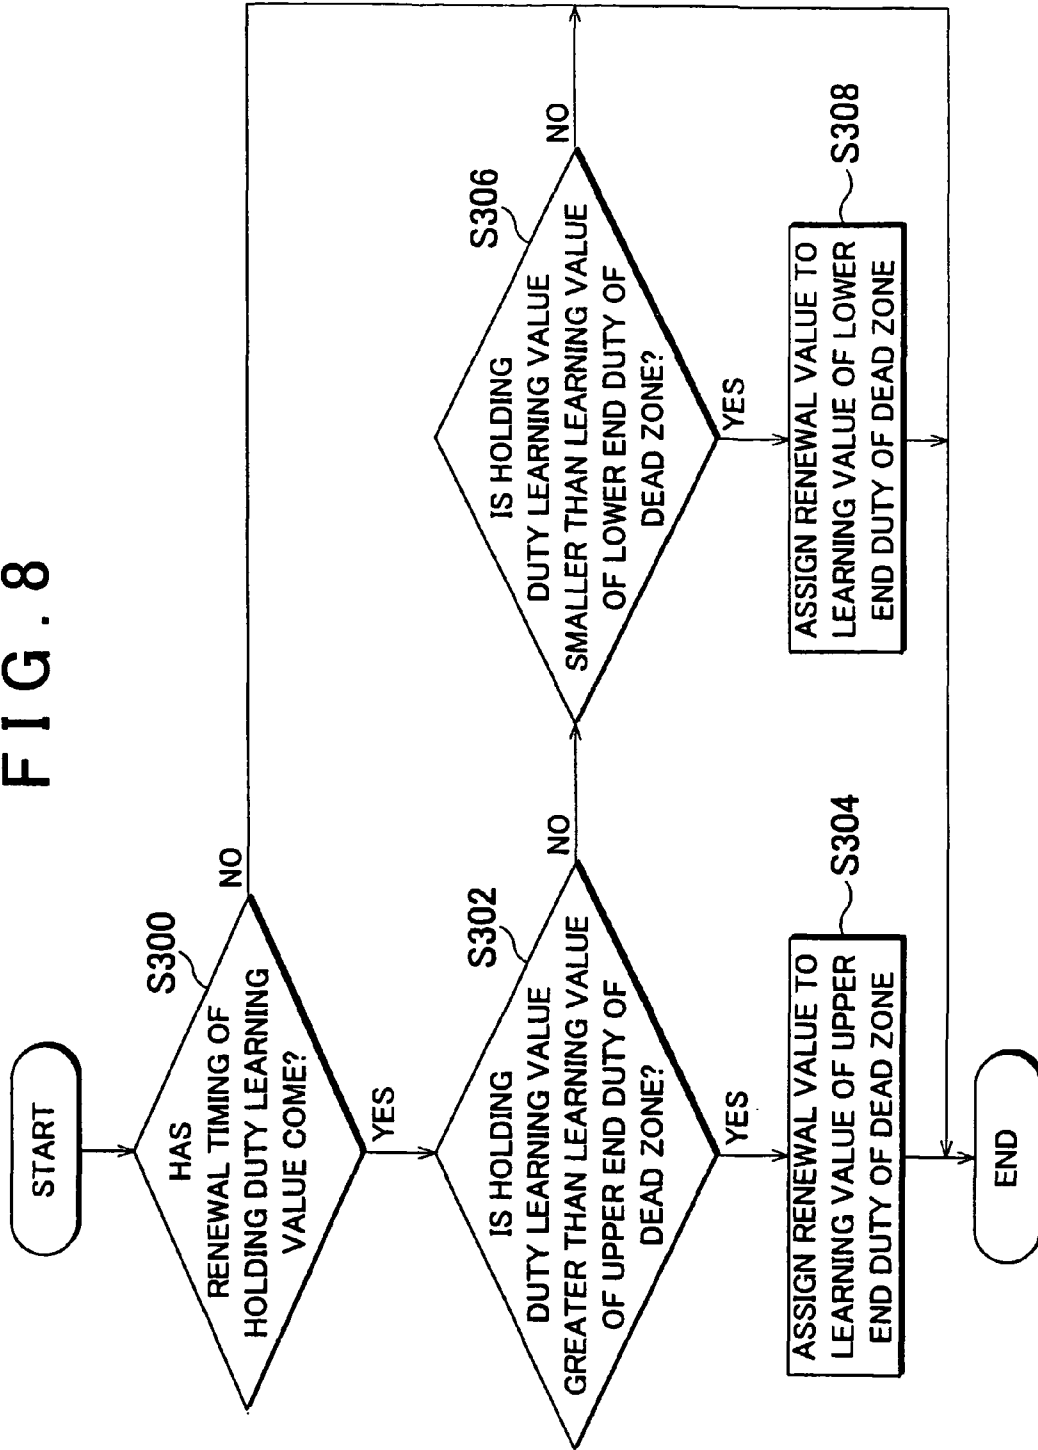 FIG.8
START
S300
HAS
RENEWAL TIMING OF
HOLDING DUTY LEARNING
VALUE COME?
NO
YES
S302
IS HOLDING
DUTY LEARNING VALUE
GREATER THAN LEARNING VALUE
OF UPPER END DUTY OF
DEAD ZONE?
NO
YES
S306
IS HOLDING
DUTY LEARNING VALUE
SMALLER THAN LEARNING VALUE
OF LOWER END DUTY OF
DEAD ZONE?
NO
YES
S304
ASSIGN RENEWAL VALUE TO
LEARNING VALUE OF UPPER
END DUTY OF DEAD ZONE
S308
ASSIGN RENEWAL VALUE TO
LEARNING VALUE OF LOWER
END DUTY OF DEAD ZONE
END